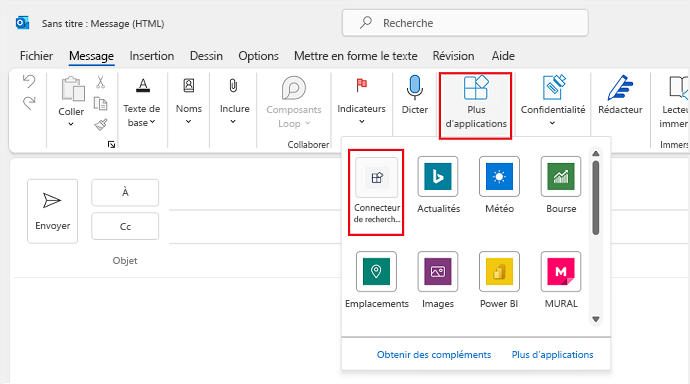 Sans titre : Message (HTML)
Recherche
Fichier Message Insertion Dessin Options Mettre en forme le texte Révision Aide
Coller
Texte de
base
Noms
Inclure
Composants
Loop
Indicateurs
Dicter
Plus
d'applications
Confidentialité
Rédacteur
Lecteu
immer
Collaborer
Immers
Envoyer
À
Cc
Objet
Connecteur
de recherch...
Actualités
Météo
Bourse
Emplacements
Images
Power BI
MURAL
Obtenir des compléments Plus d'applications